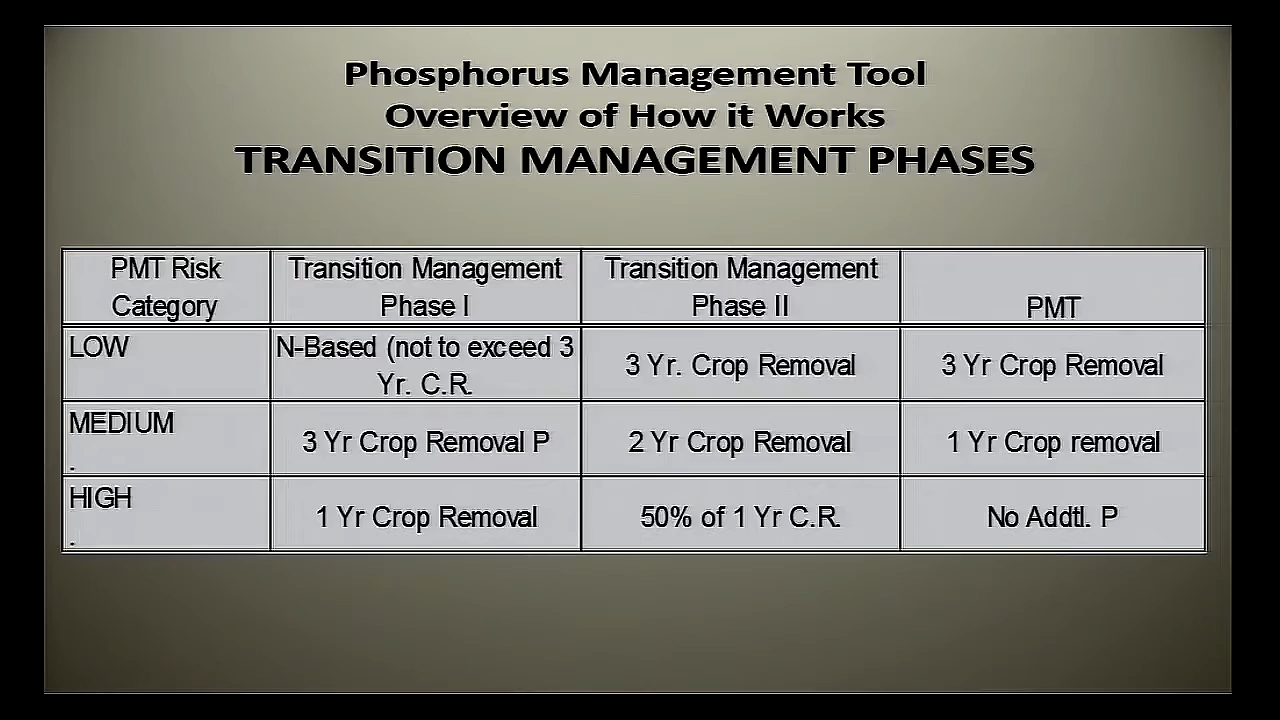 Phosphorus Management Tool
Overview of How it Works
TRANSITION MANAGEMENT PHASES
PMT Risk
Category
Transition Management
Phase I
Transition Management
Phase II
PMT
LOW
N-Based (not to exceed 3
Yr. C.R.
3 Yr. Crop Removal
3 Yr Crop Removal
MEDIUM
.
3 Yr Crop Removal P
2 Yr Crop Removal
1 Yr Crop removal
HIGH
.
1 Yr Crop Removal
50% of 1 Yr C.R.
No Addtl. P